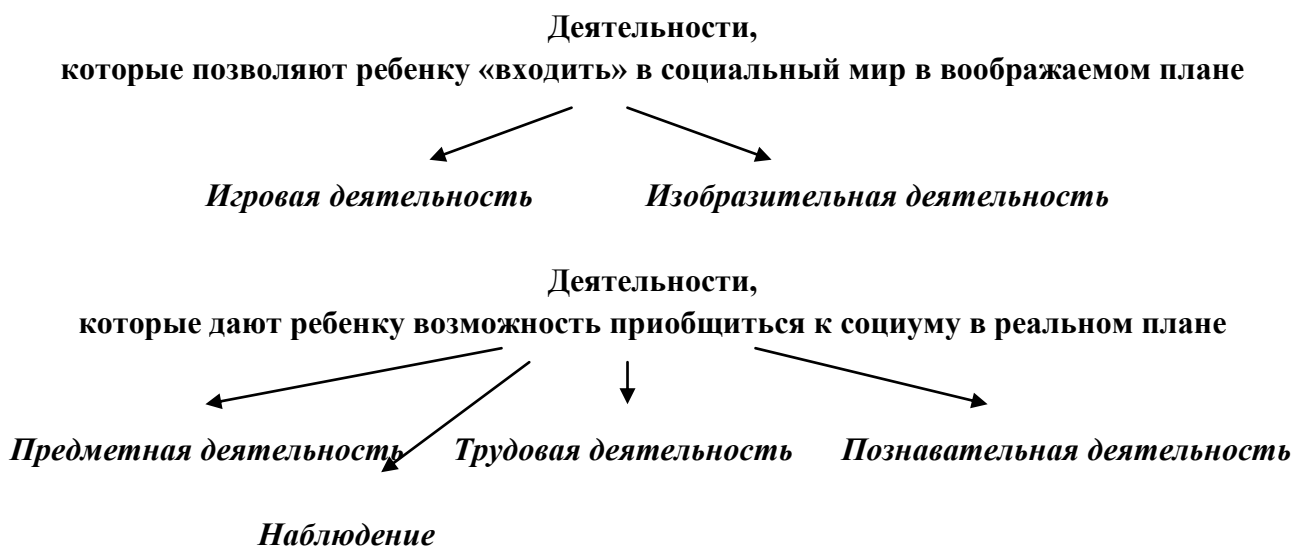 Деятельности,
которые позволяют ребенку «входить» в социальный мир в воображаемом плане
Игровая деятельность
Изобразительная деятельность
Деятельности,
которые дают ребенку возможность приобщиться к социуму в реальном плане
Предметная деятельность
Трудовая деятельность
Познавательная деятельность
Наблюдение